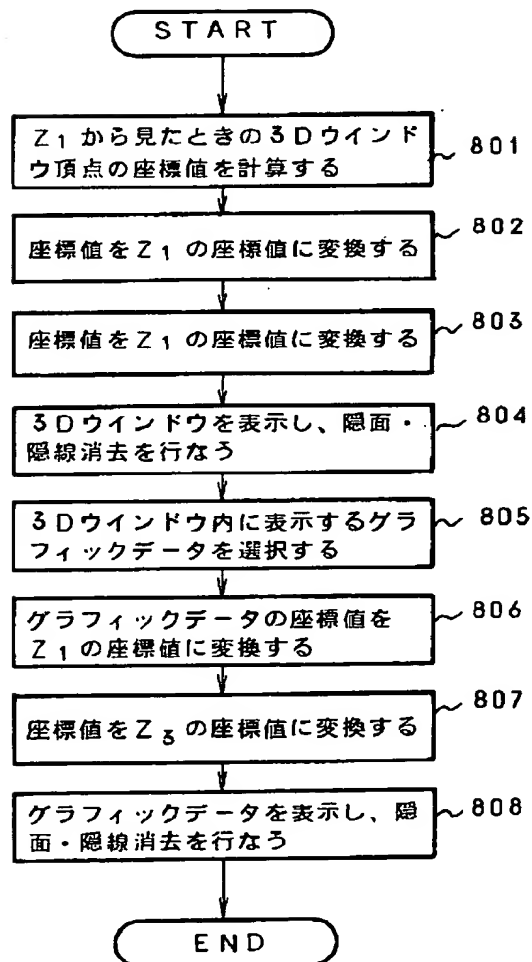 START
Z₁から見たときの3Dウインド
ウ頂点の座標値を計算する
801
座標値をZ₁の座標値に変換する
802
座標値をZ₁の座標値に変換する
803
3Dウインドウを表示し、隠面・
隠線消去を行なう
804
3Dウインドウ内に表示するグラ
フィックデータを選択する
805
グラフィックデータの座標値を
Z₁の座標値に変換する
806
座標値をZ₃の座標値に変換する
807
グラフィックデータを表示し、隠
面・隠線消去を行なう
808
END